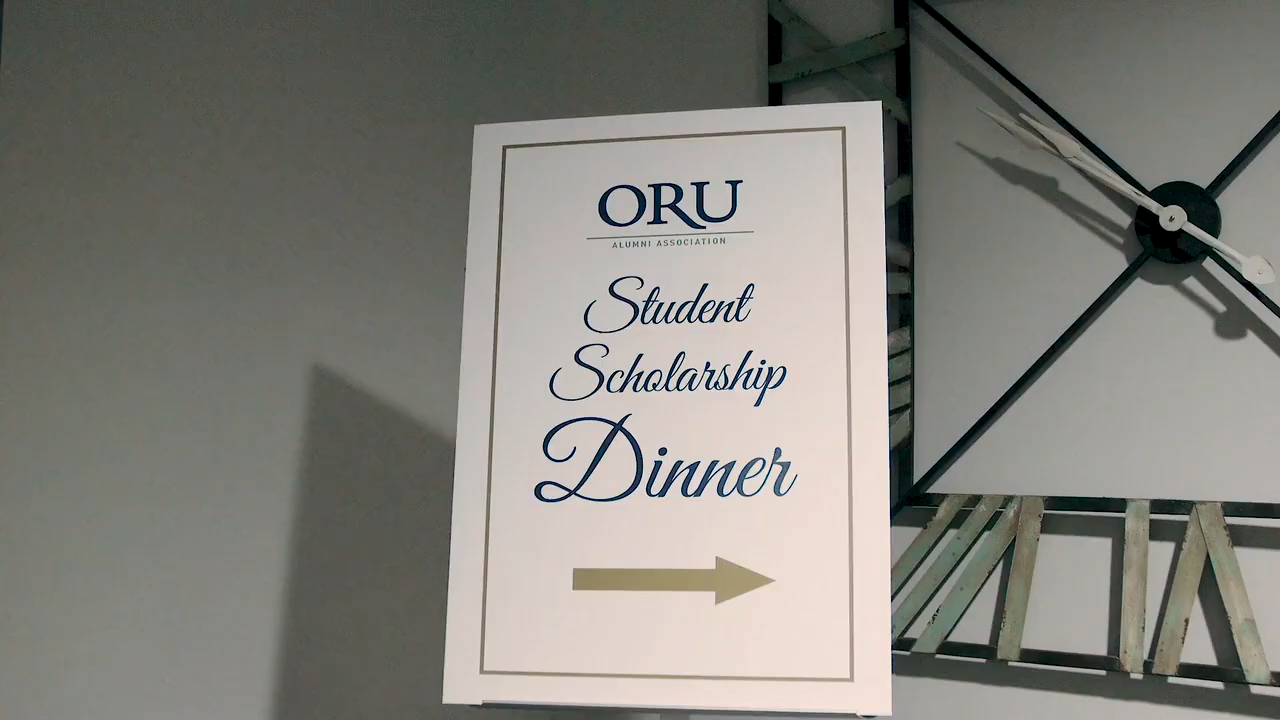 ORU
ALUMNI ASSOCIATION
Student
Scholarship
Dinner